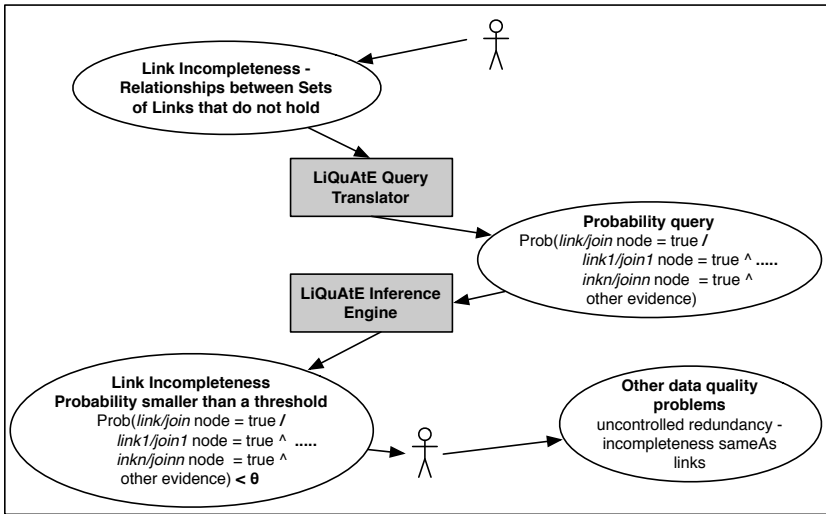 Link Incompleteness -
Relationships between Sets
of Links that do not hold
LiQuAtE Query
Translator
Probability query
Prob(link/join node = true /
link1/join1 node = true ^ .....
inkn/joinn node = true ^
other evidence)
LiQuAtE Inference
Engine
Link Incompleteness
Probability smaller than a threshold
Prob(link/join node = true /
link1/join1 node = true ^ .....
inkn/joinn node = true ^
other evidence) < θ
Other data quality
problems
uncontrolled redundancy -
incompleteness sameAs
links